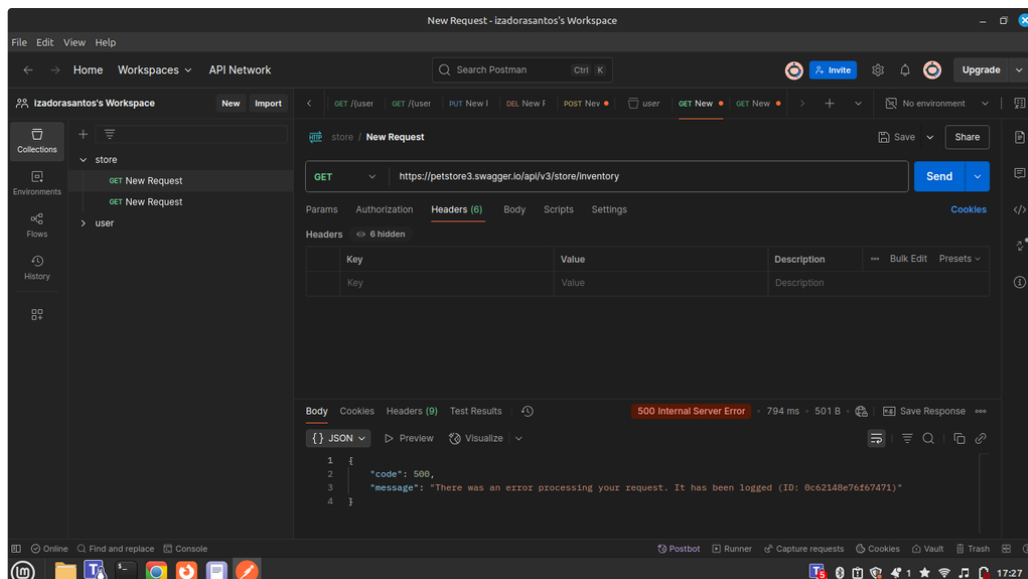 New Request - izadorasantos's Workspace
File Edit View Help
Home Workspaces API Network Search Postman Ctrl K Invite Upgrade
Izadorasantos's Workspace New Import
GET /{user GET /{user PUT New I DEL New F POST Nev user GET New GET New No environment
Collections
Environments
Flows
History
store
GET New Request
GET New Request
user
HTTP store / New Request Save Share
GET https://petstore3.swagger.io/api/v3/store/inventory Send
Params Authorization Headers (6) Body Scripts Settings Cookies
Headers 6 hidden
Key Value Description Bulk Edit Presets
Key Value Description
Body Cookies Headers (9) Test Results 500 Internal Server Error 794 ms 501 B Save Response
{} JSON Preview Visualize
1 {
2 "code": 500,
3 "message": "There was an error processing your request. It has been logged (ID: 0c62148e76f67471)"
4 }
Online Find and replace Console Postbot Runner Capture requests Cookies Vault Trash
5 1 17:27